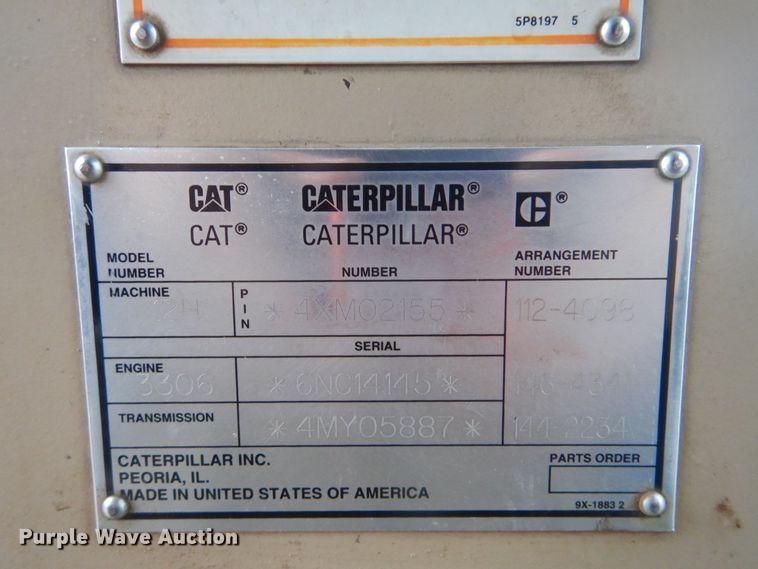 5P8197 5
CAT® CATERPILLAR® ®
CAT® CATERPILLAR®
MODEL NUMBER NUMBER ARRANGEMENT NUMBER
MACHINE 12H PIN *4XM02155* 112-4098
SERIAL
ENGINE 3306 *6NC14145*
TRANSMISSION *4MY05887* 144-2234
CATERPILLAR INC. PARTS ORDER
PEORIA, IL.
MADE IN UNITED STATES OF AMERICA
9X-1883 2
Purple Wave Auction